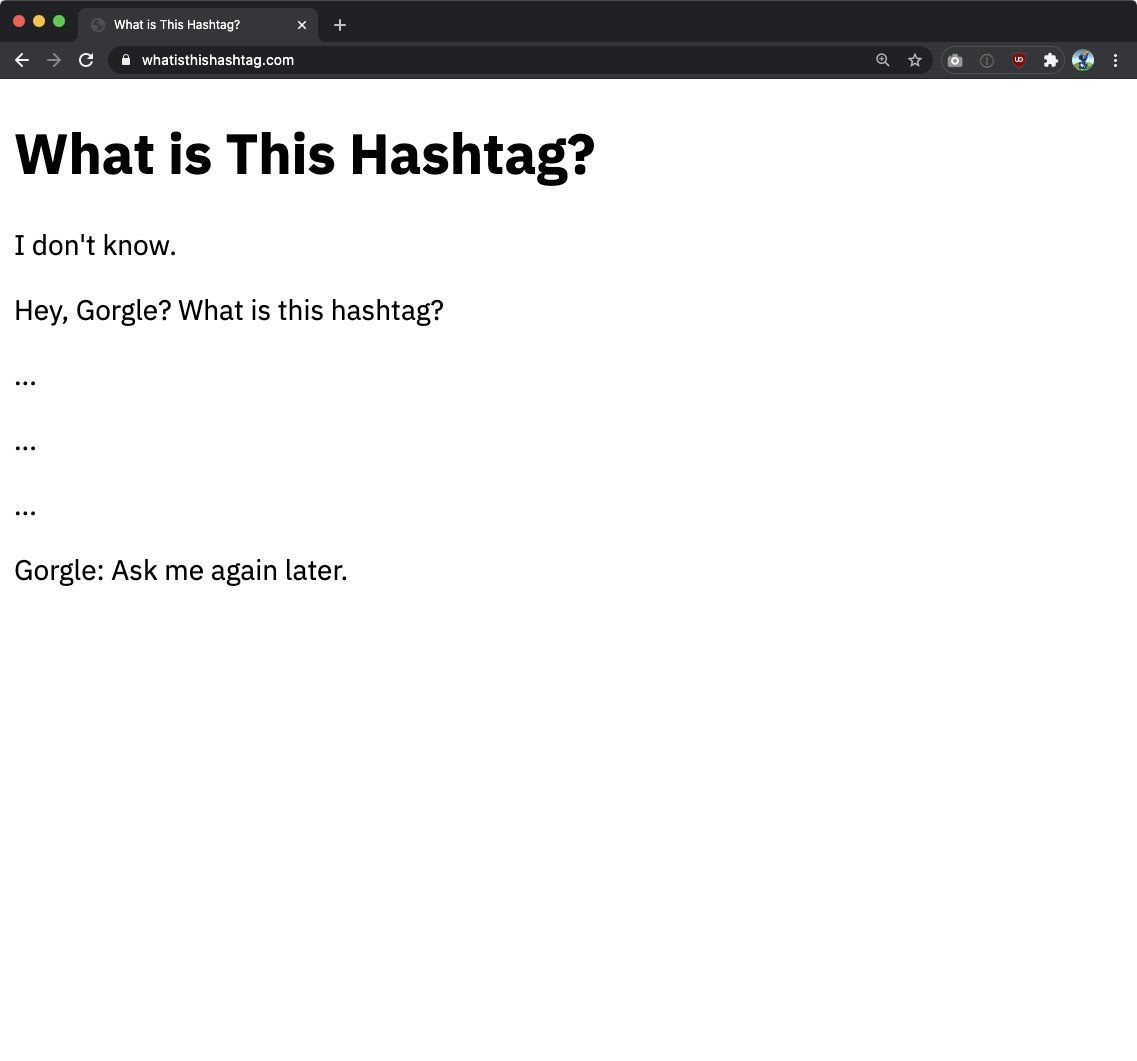 What is This Hashtag?
whatisthishashtag.com
What is This Hashtag?
I don't know.
Hey, Gorgle? What is this hashtag?
...
...
...
Gorgle: Ask me again later.